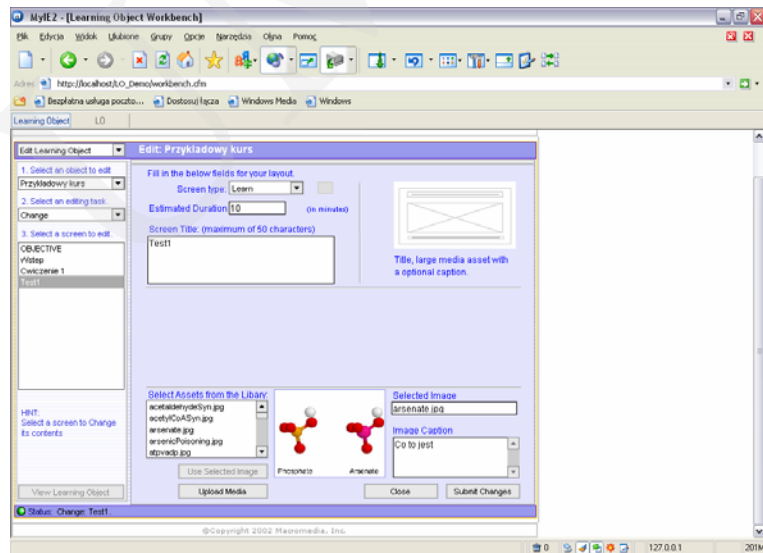 MyIE2 - [Learning Object Workbench]
Plik Edycja Widok Ulubione Grupy Opcje Narzędzia Okna Pomoc
Adres http://localhost/LO_Demo/workbench.cfm
Bezpłatna usługa poczto... Dostosuj łącza Windows Media Windows
Learning Object LO
Edit Learning Object
Edit: Przykladowy kurs
1. Select an object to edit.
Przykladowy kurs
2. Select an editing task.
Change
3. Select a screen to edit.
OBJECTIVE
Wstep
Cwiczenie 1
Test1
HINT:
Select a screen to Change
its contents
View Learning Object
Fill in the below fields for your layout.
Screen type: Learn
Estimated Duration 10 (in minutes)
Screen Title: (maximum of 50 characters)
Test1
Title, large media asset with
a optional caption.
Select Assets from the Libary:
acetaldehydeSyn.jpg
acetylCoASyn.jpg
arsenate.jpg
arsenicPoisoning.jpg
atpvadp.jpg
Use Selected Image
Upload Media
Phosphate Arsenate
Selected Image
arsenate.jpg
Image Caption
Co to jest
Close Submit Changes
Status: Change: Test1.
©Copyright 2002 Macromedia, Inc.
0 127.0.0.1 201M